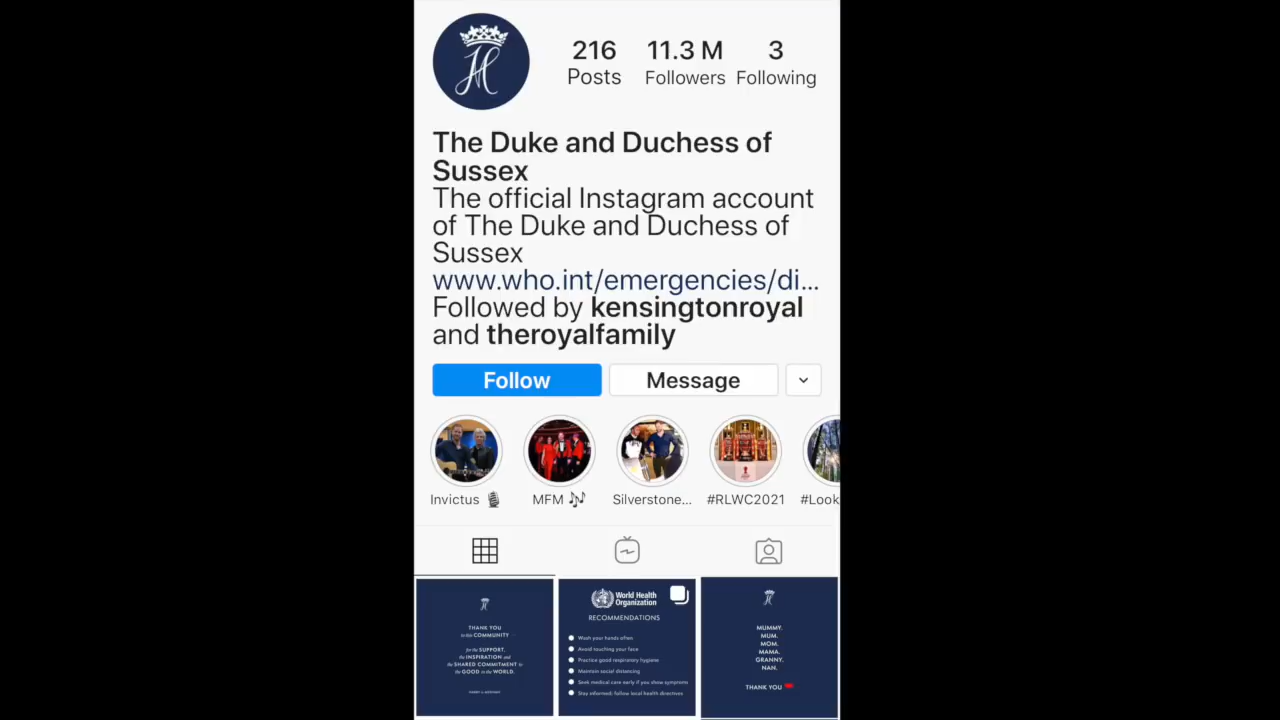 216 11.3 M 3
Posts Followers Following
The Duke and Duchess of
Sussex
The official Instagram account
of The Duke and Duchess of
Sussex
www.who.int/emergencies/di...
Followed by kensingtonroyal
and theroyalfamily
Follow Message
Invictus MFM Silverstone... #RLWC2021 #Look
THANK YOU
to this COMMUNITY
for the SUPPORT,
the INSPIRATION and
the SHARED COMMITMENT to
the GOOD in the WORLD.
World Health
Organization
RECOMMENDATIONS
Wash your hands often
Avoid touching your face
Practice good respiratory hygiene
Maintain social distancing
Seek medical care early if you show symptoms
Stay informed: follow local health directives
MUMMY.
MUM.
MOM.
MAMA.
GRANNY.
NAN.
THANK YOU